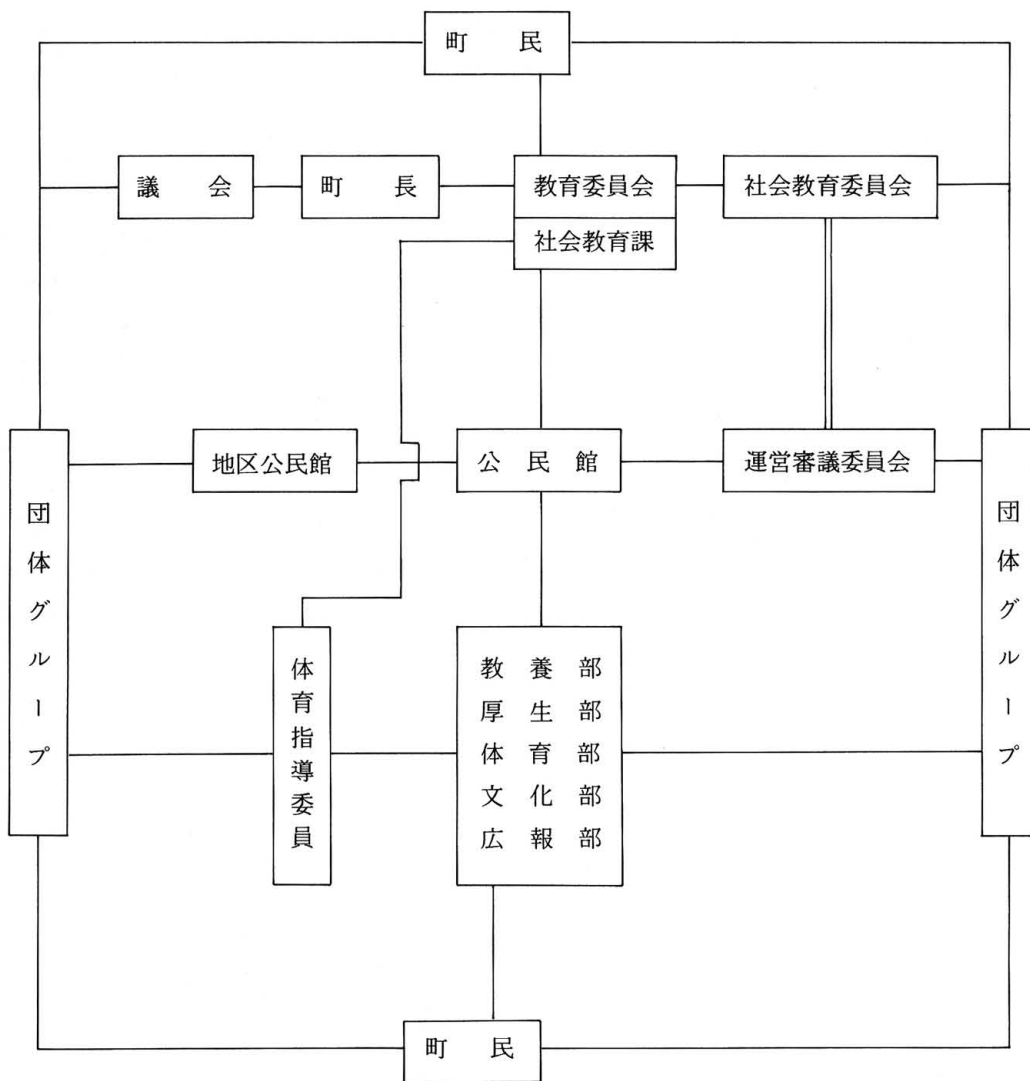 町民
議会
町長
教育委員会
社会教育委員会
社会教育課
地区公民館
公民館
運営審議委員会
団体グループ
団体グループ
体育指導委員
教養部
厚生部
体育部
文化部
広報部
町民